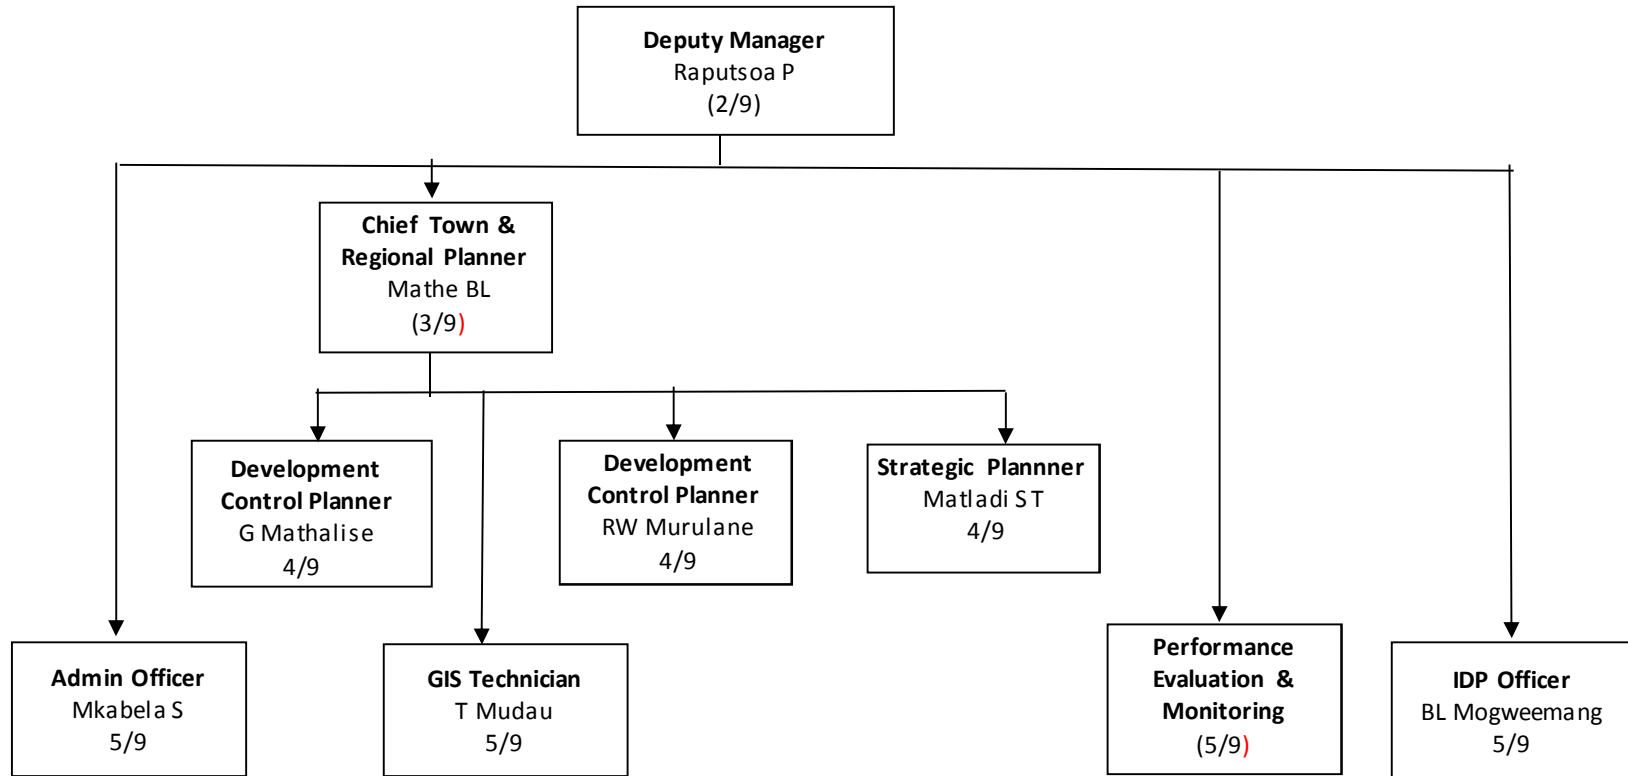 Deputy Manager
Raputsoa P
(2/9)
Chief Town &
Regional Planner
Mathe BL
(3/9)
Development
Control Planner
G Mathalise
4/9
Development
Control Planner
RW Murulane
4/9
Strategic Plannner
Matladi S T
4/9
Admin Officer
Mkabela S
5/9
GIS Technician
T Mudau
5/9
Performance
Evaluation &
Monitoring
(5/9)
IDP Officer
BL Mogweemang
5/9